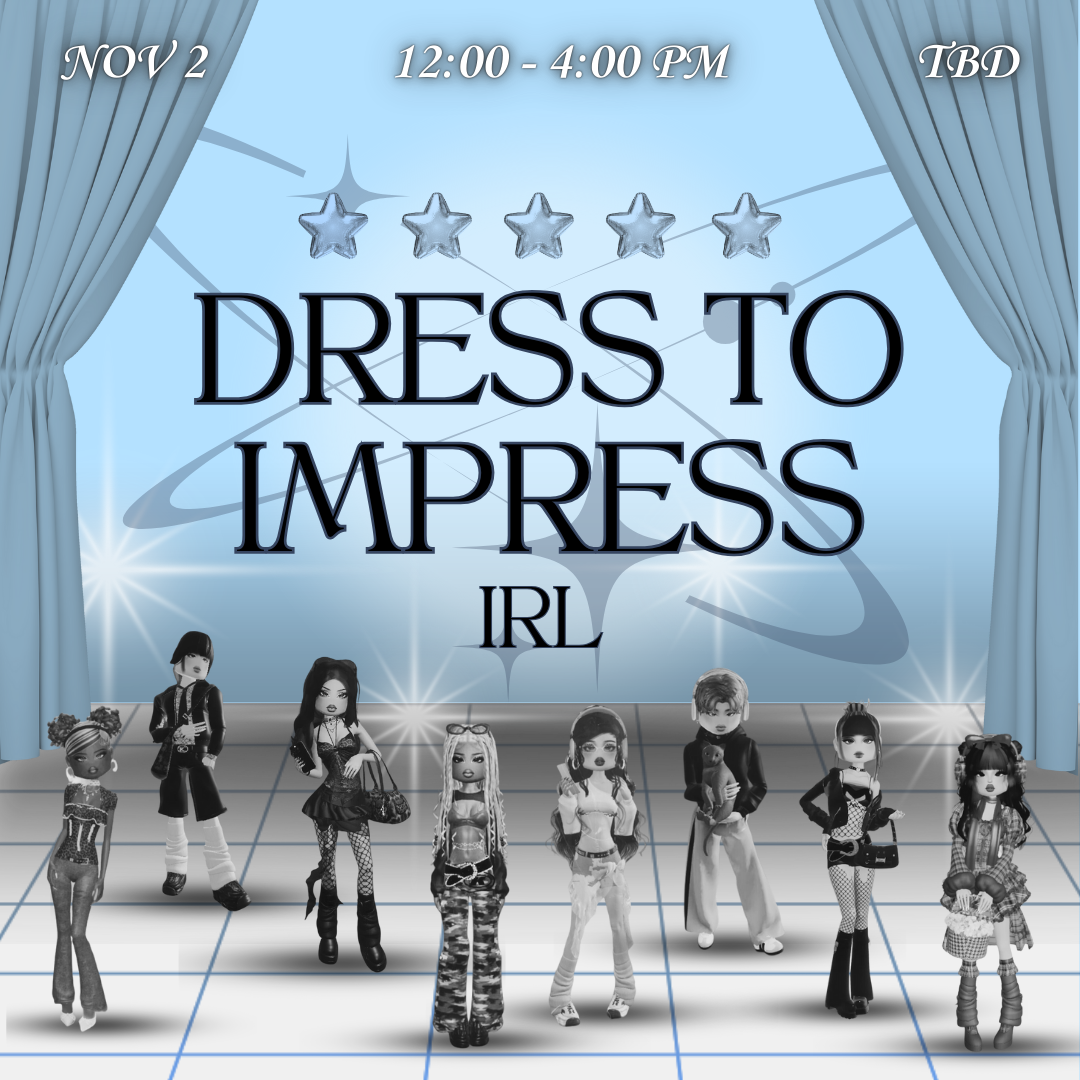 NOV 2
12:00 - 4:00 PM
TBD
DRESS TO
IMPRESS
IRL